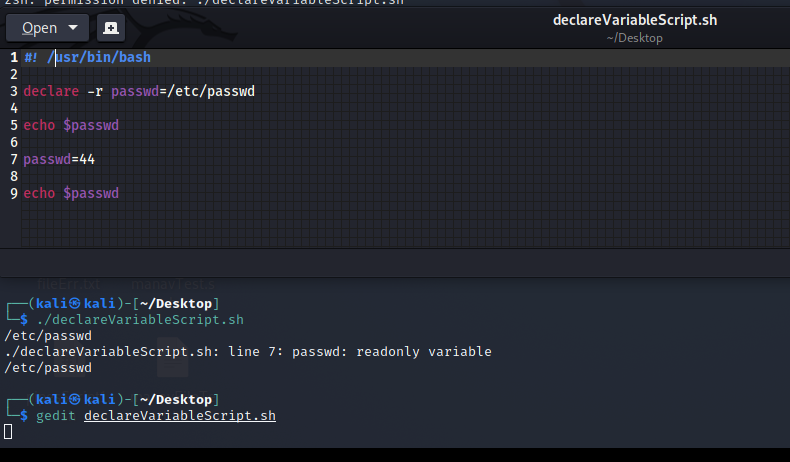 zsh: permission denied: ./declareVariableScript.sh
Open
declareVariableScript.sh
~/Desktop
1 #! /usr/bin/bash
2
3 declare -r passwd=/etc/passwd
4
5 echo $passwd
6
7 passwd=44
8
9 echo $passwd
┌──(kali㉿kali)-[~/Desktop]
└─$ ./declareVariableScript.sh
/etc/passwd
./declareVariableScript.sh: line 7: passwd: readonly variable
/etc/passwd
┌──(kali㉿kali)-[~/Desktop]
└─$ gedit declareVariableScript.sh